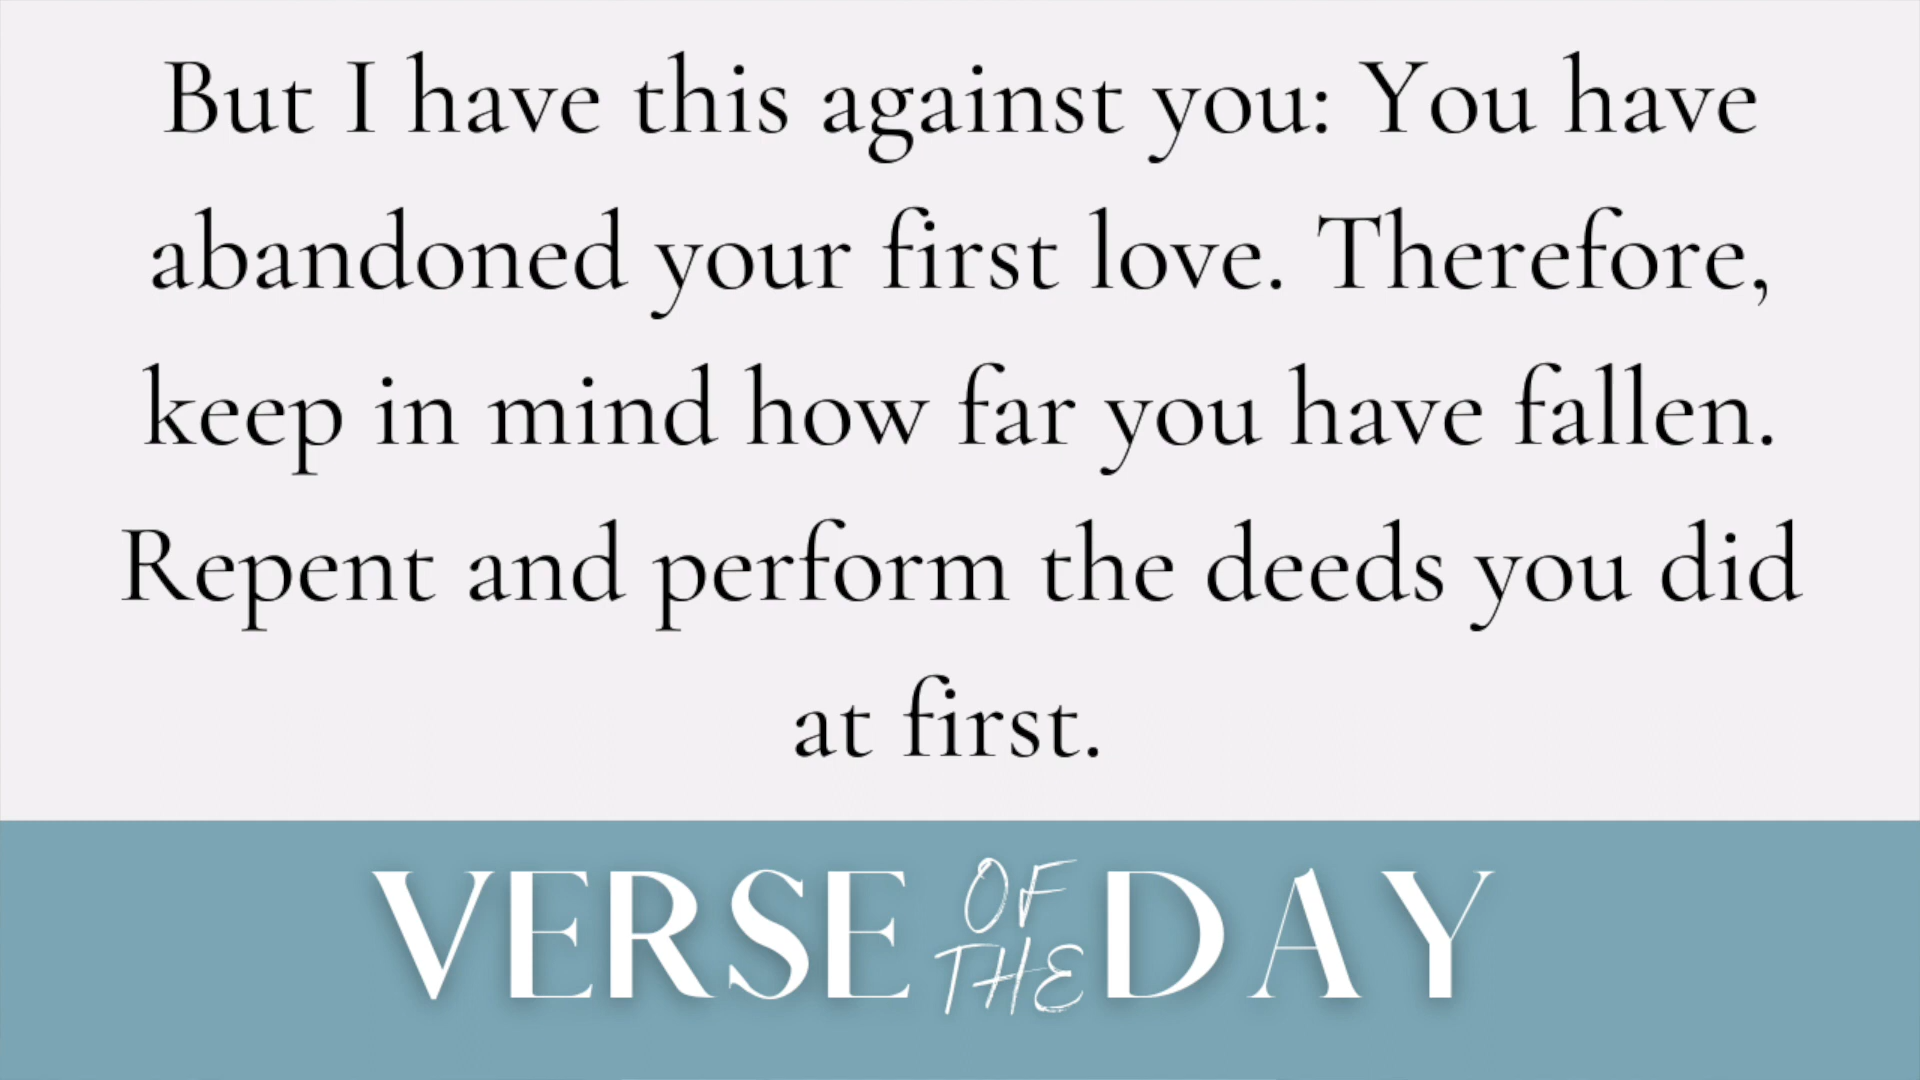 But I have this against you: You have
abandoned your first love. Therefore,
keep in mind how far you have fallen.
Repent and perform the deeds you did
at first.
VERSE OF THE DAY